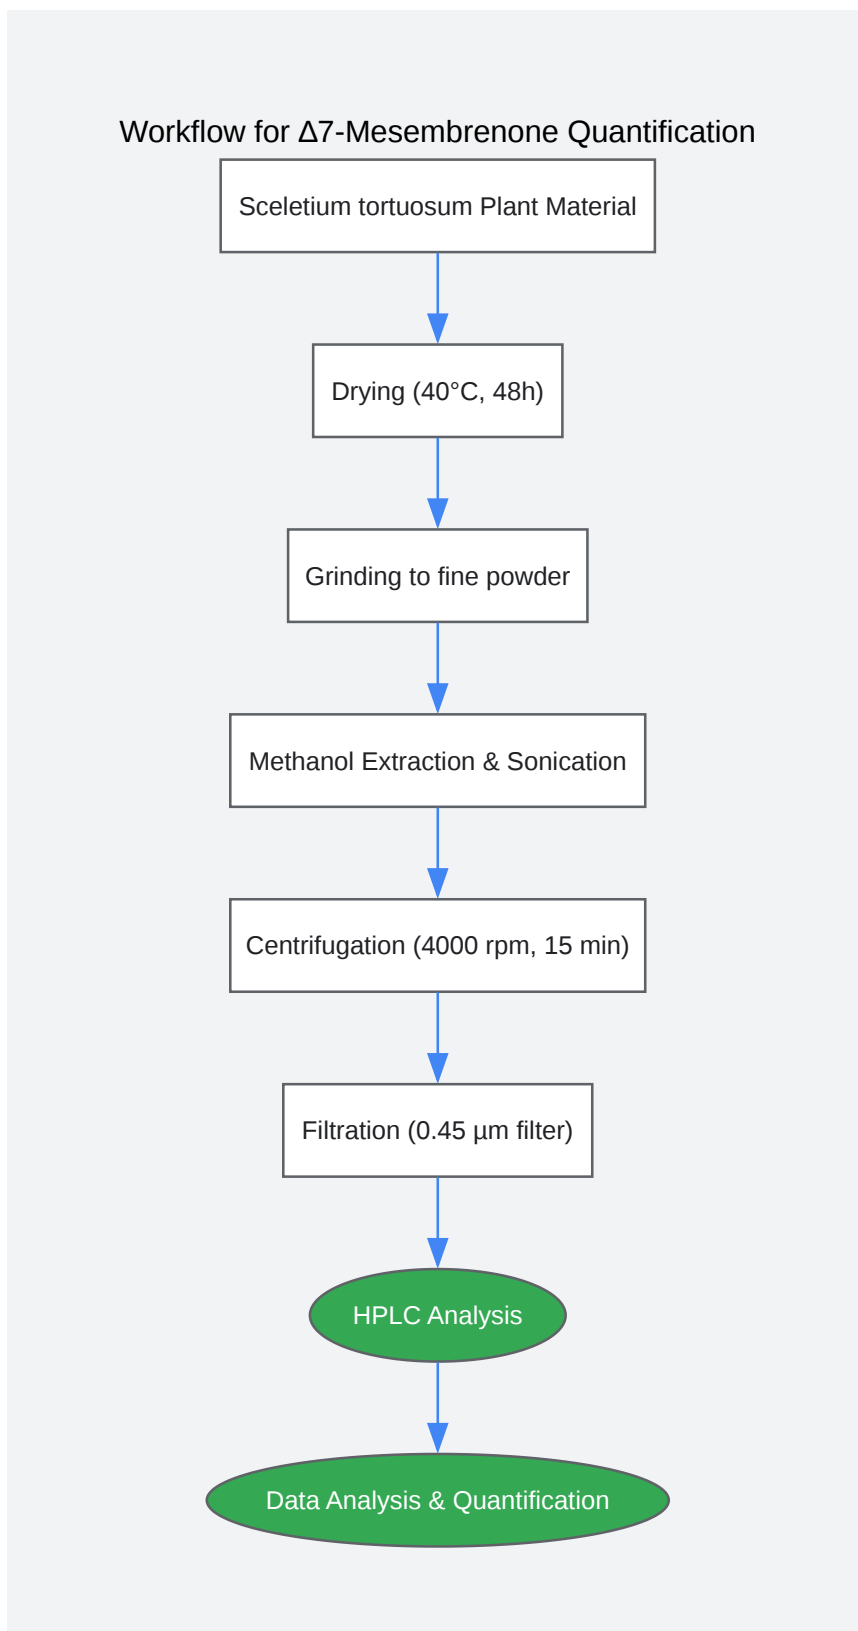 Workflow for Δ7-Mesembrenone Quantification
Sceletium tortuosum Plant Material
Drying (40°C, 48h)
Grinding to fine powder
Methanol Extraction & Sonication
Centrifugation (4000 rpm, 15 min)
Filtration (0.45 µm filter)
HPLC Analysis
Data Analysis & Quantification